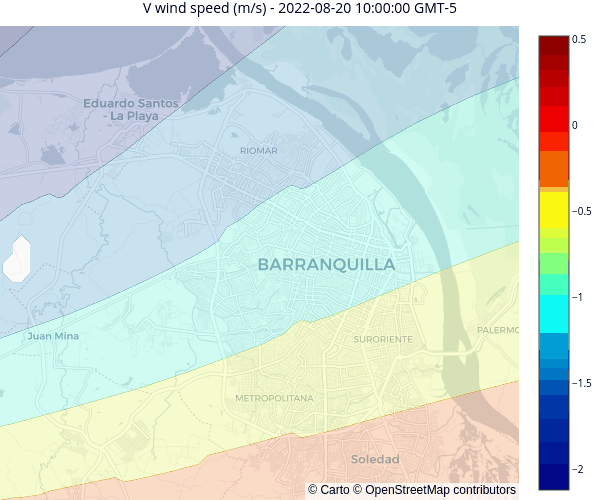 V wind speed (m/s) - 2022-08-20 10:00:00 GMT-5
0.5
Eduardo Santos
- La Playa
0
RIOMAR
−0.5
BARRANQUILLA
−1
Juan Mina
SURORIENTE
PALERMO
−1.5
METROPOLITANA
Soledad
−2
© Carto © OpenStreetMap contributors